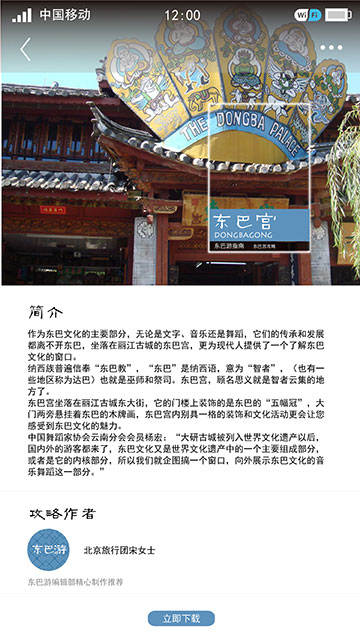 中国移动 12:00 Wi Fi
THE DONGBA PALACE
东巴宫
DONGBAGONG
东巴游指南 东巴宫攻略
简介
作为东巴文化的主要部分，无论是文字、音乐还是舞蹈，它们的传承和发展
都离不开东巴，坐落在丽江古城的东巴宫，更为现代人提供了一个了解东巴
文化的窗口。
纳西族普遍信奉“东巴教”，“东巴”是纳西语，意为“智者”，（也有一
些地区称为达巴）也就是巫师和祭司。东巴宫，顾名思义就是智者云集的地
方了。
东巴宫坐落在丽江古城东大街，它的门楼上装饰的是东巴的“五幅冠”，大
门两旁悬挂着东巴的木牌画，东巴宫内别具一格的装饰和文化活动更会让您
感受到东巴文化的魅力。
中国舞蹈家协会云南分会会员杨宏：“大研古城被列入世界文化遗产以后，
国内外的游客都来了，东巴文化又是世界文化遗产中的一个主要组成部分，
或者是它的内核部分，所以我们就企图搞一个窗口，向外展示东巴文化的音
乐舞蹈这一部分。”
攻略作者
东巴游
北京旅行团宋女士
东巴游编辑部精心制作推荐
立即下载